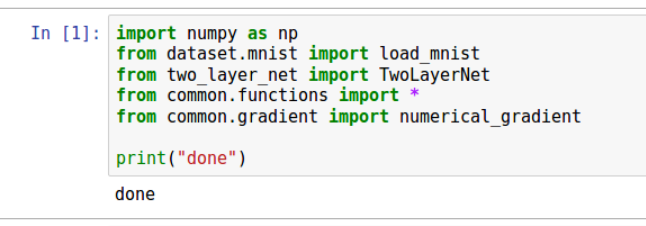 In [1]: import numpy as np
from dataset.mnist import load_mnist
from two_layer_net import TwoLayerNet
from common.functions import *
from common.gradient import numerical_gradient
print("done")
done